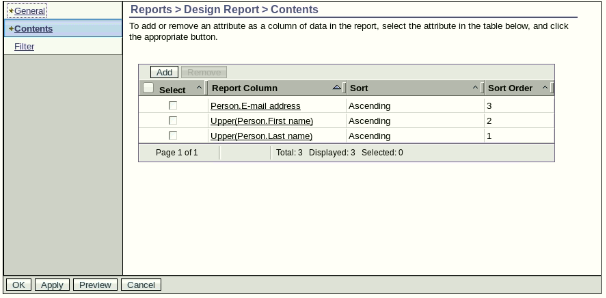 General
Contents
Filter
Reports > Design Report > Contents
To add or remove an attribute as a column of data in the report, select the attribute in the table below, and click
the appropriate button.
Add Remove
Select Report Column Sort Sort Order
Person.E-mail address Ascending 3
Upper(Person.First name) Ascending 2
Upper(Person.Last name) Ascending 1
Page 1 of 1 Total: 3 Displayed: 3 Selected: 0
OK Apply Preview Cancel